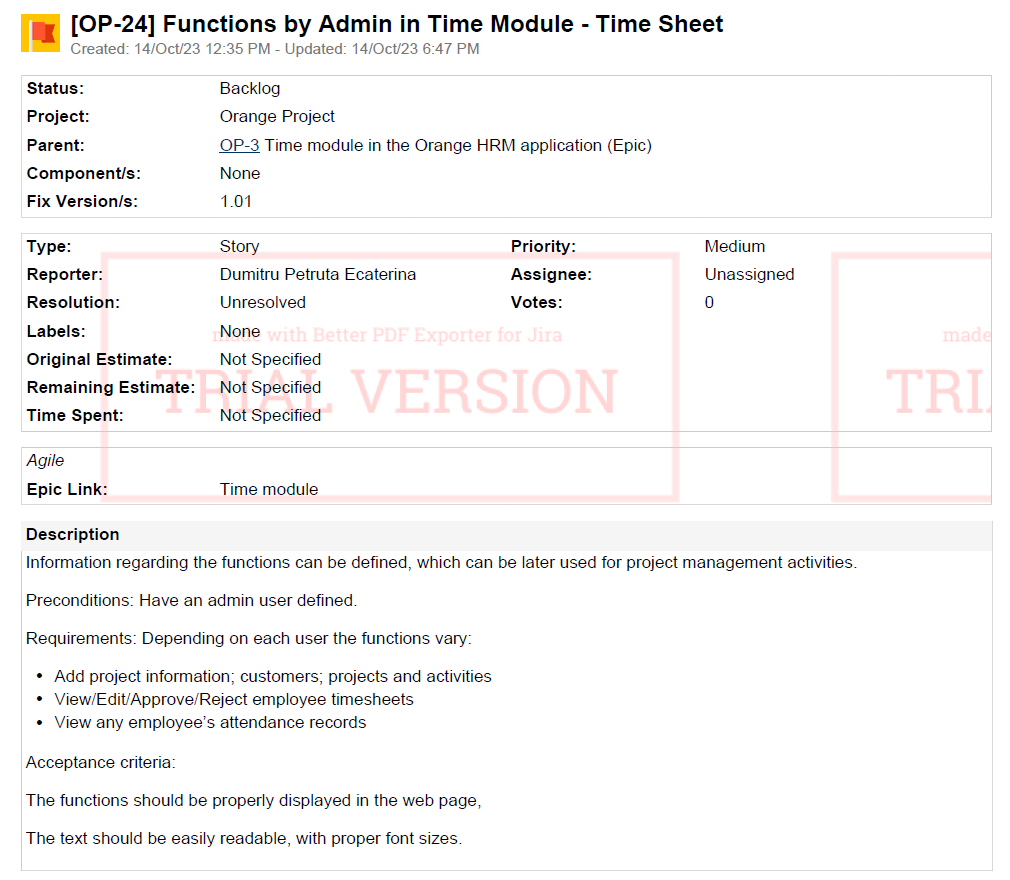 [OP-24] Functions by Admin in Time Module - Time Sheet
Created: 14/Oct/23 12:35 PM - Updated: 14/Oct/23 6:47 PM
Status: Backlog
Project: Orange Project
Parent: OP-3 Time module in the Orange HRM application (Epic)
Component/s: None
Fix Version/s: 1.01
Type: Story Priority: Medium
Reporter: Dumitru Petruta Ecaterina Assignee: Unassigned
Resolution: Unresolved Votes: 0
Labels: None
made with Better PDF Exporter for Jira made
Original Estimate: Not Specified
Remaining Estimate: Not Specified
TRIAL VERSION TRI
Time Spent: Not Specified
Agile
Epic Link: Time module
Description
Information regarding the functions can be defined, which can be later used for project management activities.
Preconditions: Have an admin user defined.
Requirements: Depending on each user the functions vary:
• Add project information; customers; projects and activities
• View/Edit/Approve/Reject employee timesheets
• View any employee’s attendance records
Acceptance criteria:
The functions should be properly displayed in the web page,
The text should be easily readable, with proper font sizes.